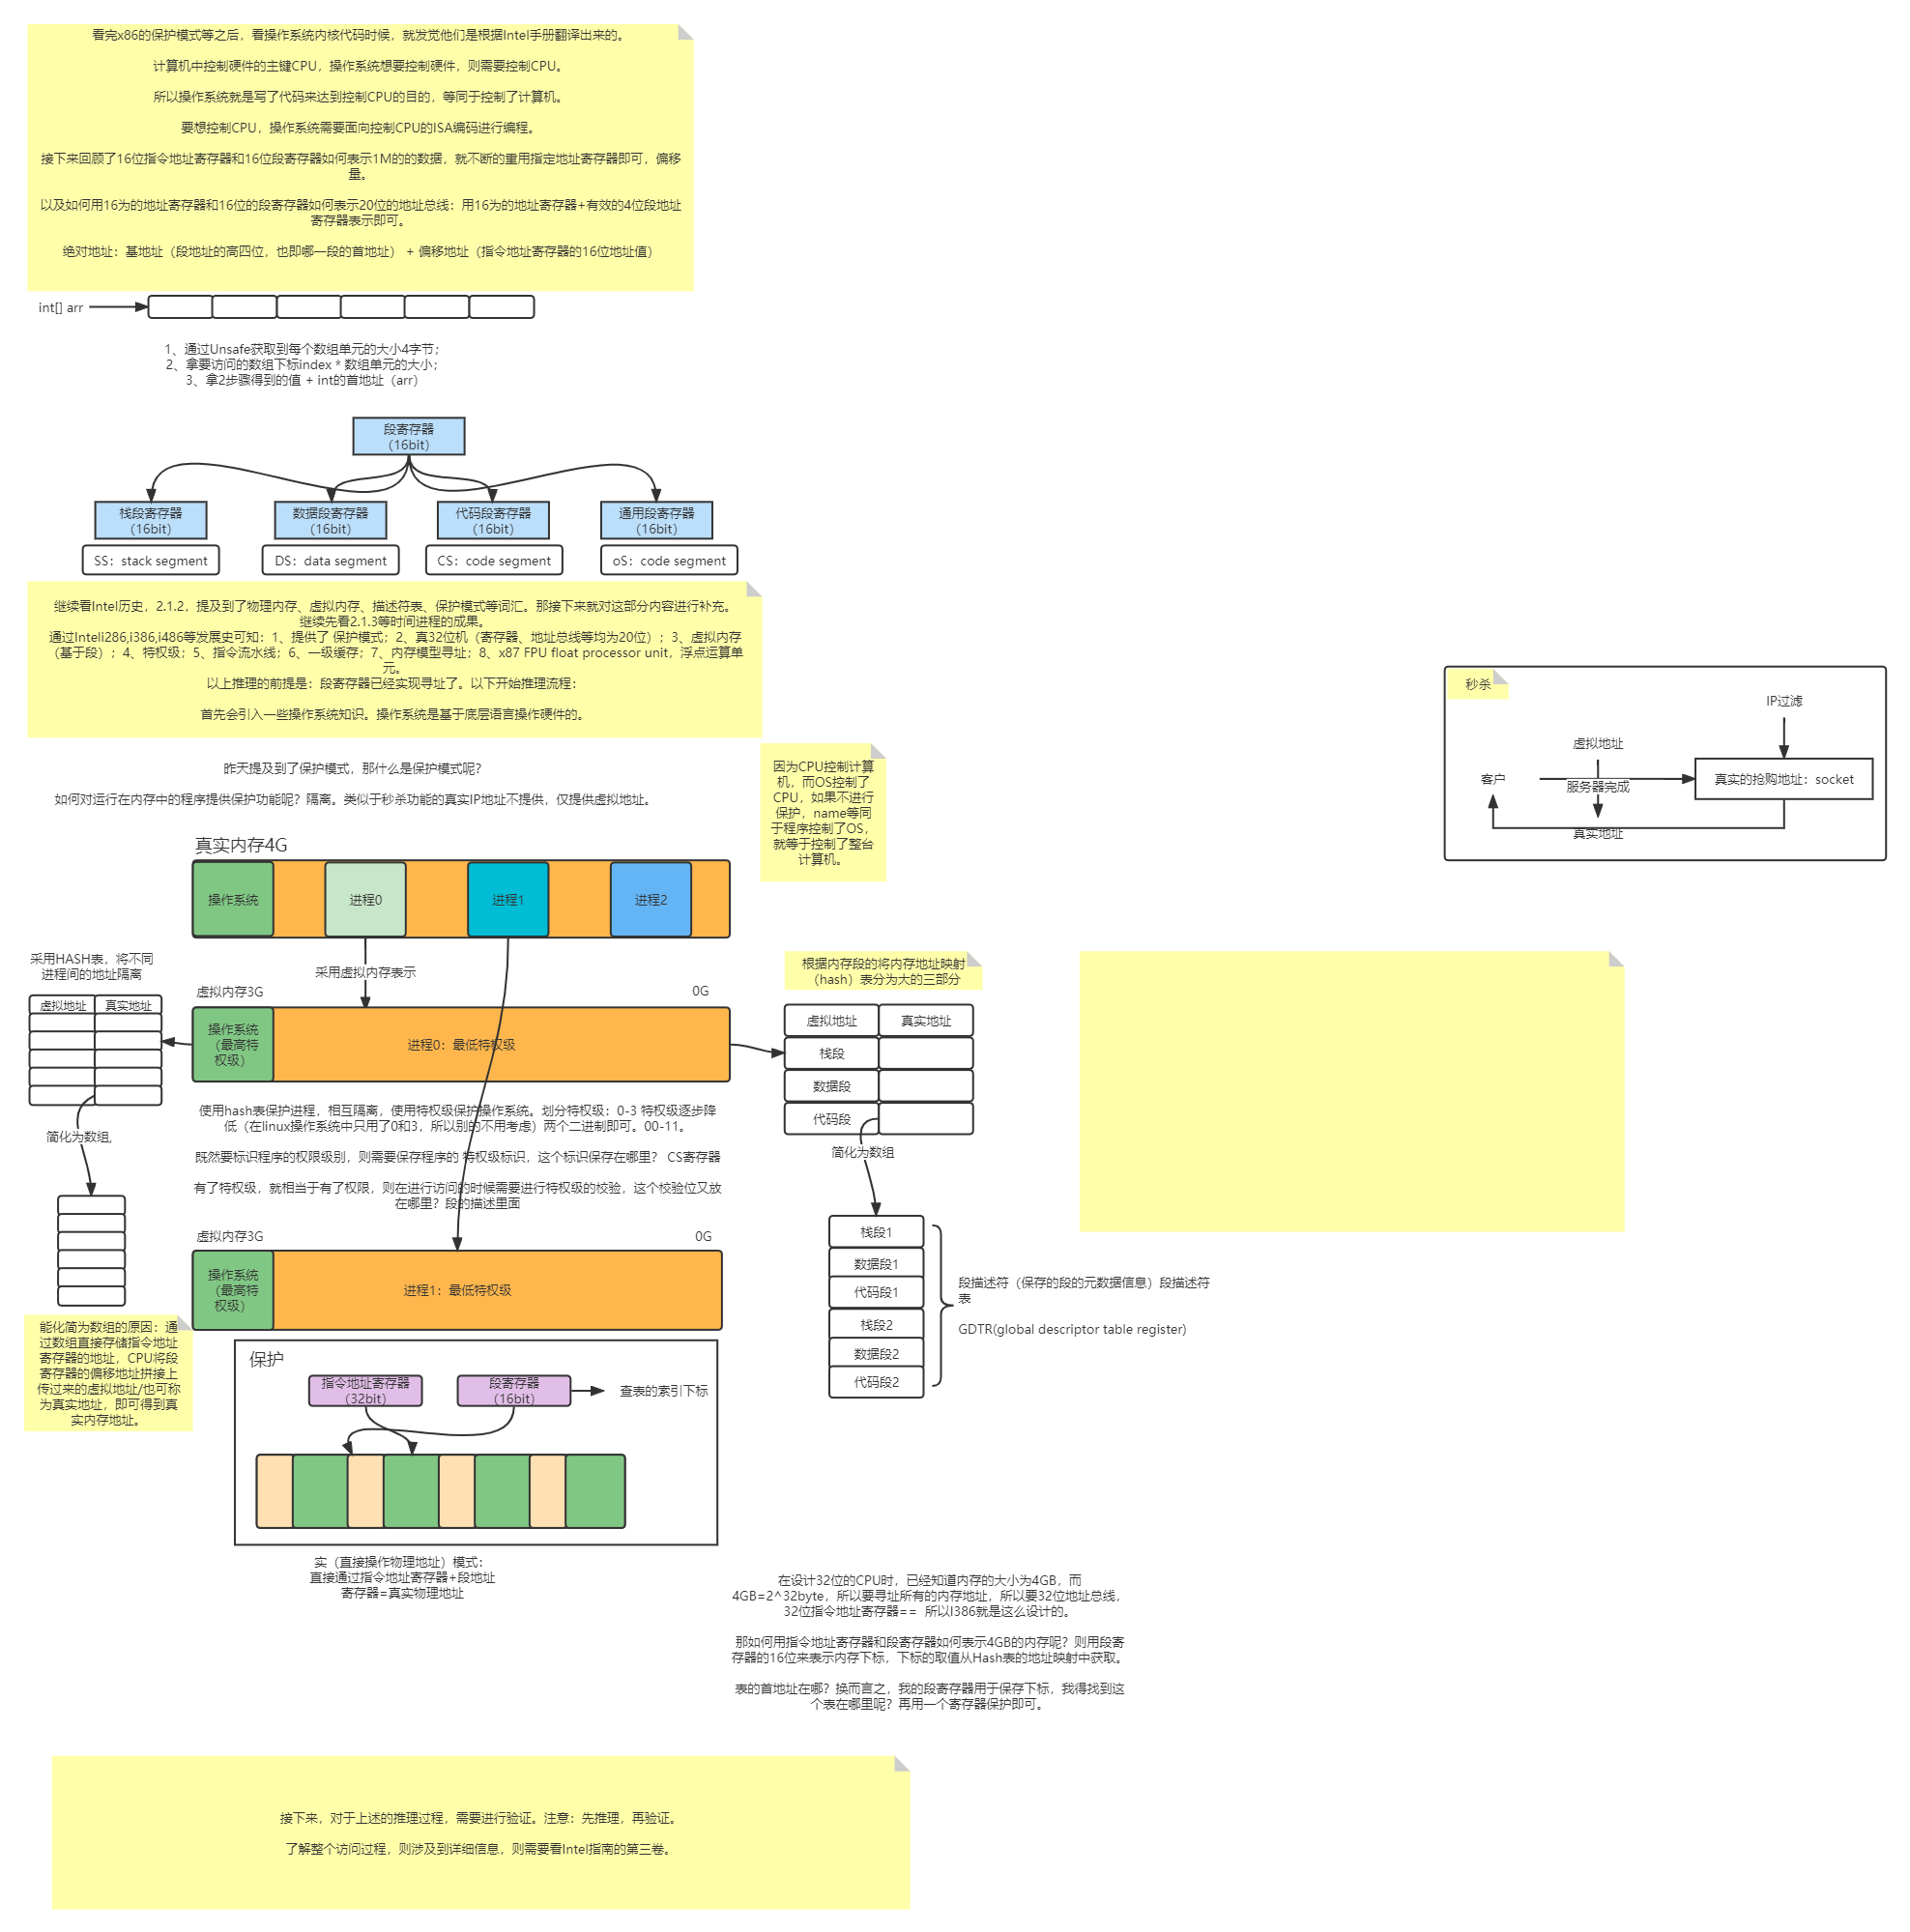 看完x86的保护模式等之后，看操作系统内核代码时候，就发觉他们是根据Intel手册翻译出来的。
计算机中控制硬件的主键CPU，操作系统想要控制硬件，则需要控制CPU。
所以操作系统就是写了代码来达到控制CPU的目的，等同于控制了计算机。
要想控制CPU，操作系统需要面向控制CPU的ISA编码进行编程。
接下来回顾了16位指令地址寄存器和16位段寄存器如何表示1M的的数据，就不断的重用指定地址寄存器即可，偏移
量。
以及如何用16为的地址寄存器和16位的段寄存器如何表示20位的地址总线：用16为的地址寄存器+有效的4位段地址
寄存器表示即可。
绝对地址：基地址（段地址的高四位，也即哪一段的首地址） + 偏移地址（指令地址寄存器的16位地址值）
int[] arr
1、通过Unsafe获取到每个数组单元的大小4字节；
2、拿要访问的数组下标index * 数组单元的大小；
3、拿2步骤得到的值 + int的首地址（arr）
段寄存器
（16bit）
栈段寄存器
（16bit）
数据段寄存器
（16bit）
代码段寄存器
（16bit）
通用段寄存器
（16bit）
SS：stack segment
DS：data segment
CS：code segment
oS：code segment
继续看Intel历史，2.1.2，提及到了物理内存、虚拟内存、描述符表、保护模式等词汇。那接下来就对这部分内容进行补充。
继续先看2.1.3等时间进程的成果。
通过Inteli286,i386,i486等发展史可知：1、提供了 保护模式；2、真32位机（寄存器、地址总线等均为20位）；3、虚拟内存
（基于段）；4、特权级；5、指令流水线；6、一级缓存；7、内存模型寻址；8、x87 FPU float processor unit，浮点运算单
元。
以上推理的前提是：段寄存器已经实现寻址了。以下开始推理流程：
首先会引入一些操作系统知识。操作系统是基于底层语言操作硬件的。
秒杀
IP过滤
虚拟地址
客户
服务器完成
真实的抢购地址：socket
真实地址
昨天提及到了保护模式，那什么是保护模式呢？
如何对运行在内存中的程序提供保护功能呢？隔离。类似于秒杀功能的真实IP地址不提供，仅提供虚拟地址。
因为CPU控制计算
机，而OS控制了
CPU，如果不进行
保护，name等同
于程序控制了OS，
就等于控制了整台
计算机。
真实内存4G
操作系统
进程0
进程1
进程2
采用HASH表，将不同
进程间的地址隔离
采用虚拟内存表示
虚拟内存3G
0G
虚拟地址
真实地址
操作系统
（最高特
权级）
进程0：最低特权级
根据内存段的将内存地址映射
（hash）表分为大的三部分
虚拟地址
真实地址
栈段
数据段
代码段
简化为数组,
使用hash表保护进程，相互隔离，使用特权级保护操作系统。划分特权级：0-3 特权级逐步降
低（在linux操作系统中只用了0和3，所以别的不用考虑）两个二进制即可。00-11。
既然要标识程序的权限级别，则需要保存程序的 特权级标识，这个标识保存在哪里？ CS寄存器
有了特权级，就相当于有了权限，则在进行访问的时候需要进行特权级的校验，这个校验位又放
在哪里？段的描述里面
简化为数组
虚拟内存3G
0G
操作系统
（最高特
权级）
进程1：最低特权级
栈段1
数据段1
代码段1
栈段2
数据段2
代码段2
段描述符（保存的段的元数据信息）段描述符
表
GDTR(global descriptor table register)
能化简为数组的原因：通
过数组直接存储指令地址
寄存器的地址，CPU将段
寄存器的偏移地址拼接上
传过来的虚拟地址/也可称
为真实地址，即可得到真
实内存地址。
保护
指令地址寄存器
（32bit）
段寄存器
（16bit）
查表的索引下标
实（直接操作物理地址）模式：
直接通过指令地址寄存器+段地址
寄存器=真实物理地址
在设计32位的CPU时，已经知道内存的大小为4GB，而
4GB=2^32byte，所以要寻址所有的内存地址，所以要32位地址总线，
32位指令地址寄存器== 所以I386就是这么设计的。
那如何用指令地址寄存器和段寄存器如何表示4GB的内存呢？则用段寄
存器的16位来表示内存下标，下标的取值从Hash表的地址映射中获取。
表的首地址在哪？换而言之，我的段寄存器用于保存下标，我得找到这
个表在哪里呢？再用一个寄存器保护即可。
接下来，对于上述的推理过程，需要进行验证。注意：先推理，再验证。
了解整个访问过程，则涉及到详细信息，则需要看Intel指南的第三卷。